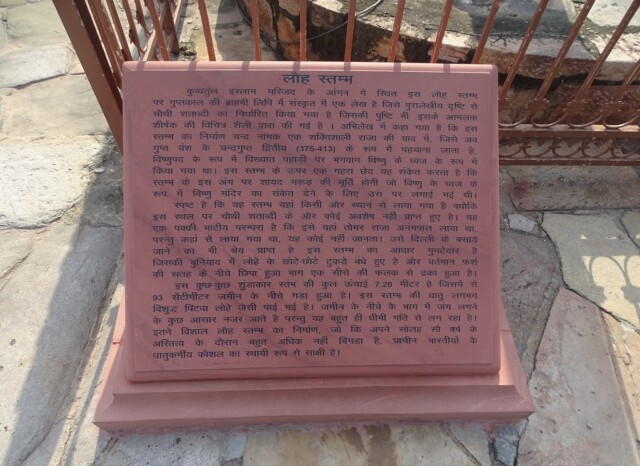 लौह स्तम्भ
कुव्वतुल इस्लाम मस्जिद के आंगन में स्थित इस लौह स्तम्भ
पर गुप्तकाल की ब्राहमी लिपि में संस्कृत में एक लेख है जिसे पुरालेखीय दृष्टि से
चौथी शताब्दी का निर्धारित किया गया है जिसकी पुष्टि भी इसके आमलक
शीर्षक की विचित्र शैली द्वारा की गई है । अभिलेख में कहा गया है कि इस
स्तम्भ का निर्माण चन्द्र नामक एक शक्तिशाली राजा की याद में, जिसे अब
गुप्त वंश के चन्द्रगुप्त द्वितीय (375-413) के रूप में पहचाना जाता है,
विष्णुपद के रूप में विख्यात पहाड़ी पर भगवान विष्णु के ध्वज के रूप में
किया गया था। इस स्तम्भ के ऊपर एक गहरा छेद यह संकेत करता है कि
स्तम्भ के इस अंग पर शायद गरूड़ की मूर्ति होगी जो विष्णु के ध्वज के
रूप में विष्णु मंदिर का संकेत देने के लिए उस पर लगाई गई थी।
स्पष्ट है कि यह स्तम्भ यहां किसी और स्थान से लाया गया है क्योंकि
इस स्थल पर चौथी शताब्दी के और कोई अवशेष नहीं प्राप्त हुए है। यह
एक पक्की भाटीय परम्परा है कि इसे यहां तोमर राजा अनंगपाल लाया था,
परन्तु कहां से लाया गया था, यह कोई नहीं जानता। उसे दिल्ली के बसाये
जाने का भी श्रेय प्राप्त है इस स्तम्भ का आधार गुमटेदार है
जिसकी बुनियाद में लोहे के छोटे-छोटे टुकड़े बंधे हुए है और वर्तमान फर्श
की सतह के नीचे छिपा हुआ भाग एक सीसे की फलक से ढका हुआ है।
इस कुछ-कुछ शुंडाकार स्तंभ की कुल ऊंचाई 7.20 मीटर है जिसमें से
93 सेंटीमीटर जमीन के नीचे गड़ा हुआ है। इस स्तम्भ की धातु लगभग
विशुद्ध पिटवा लोहे जैसी पाई गई है। जमीन के नीचे के भाग में जंग लगने
के कुछ आसार नजर आते है परन्तु यह बहुत ही धीमी गति से लग रहा है।
इतने विशाल लौह स्तम्भ का निर्माण, जो कि अपने सोलह सौ वर्ष के
अस्तित्व के दौरान बहुत अधिक नहीं बिगड़ा है, प्राचीन भारतीयों के
धातुकर्मीय कौशल का स्थायी रूप से साक्षी है।